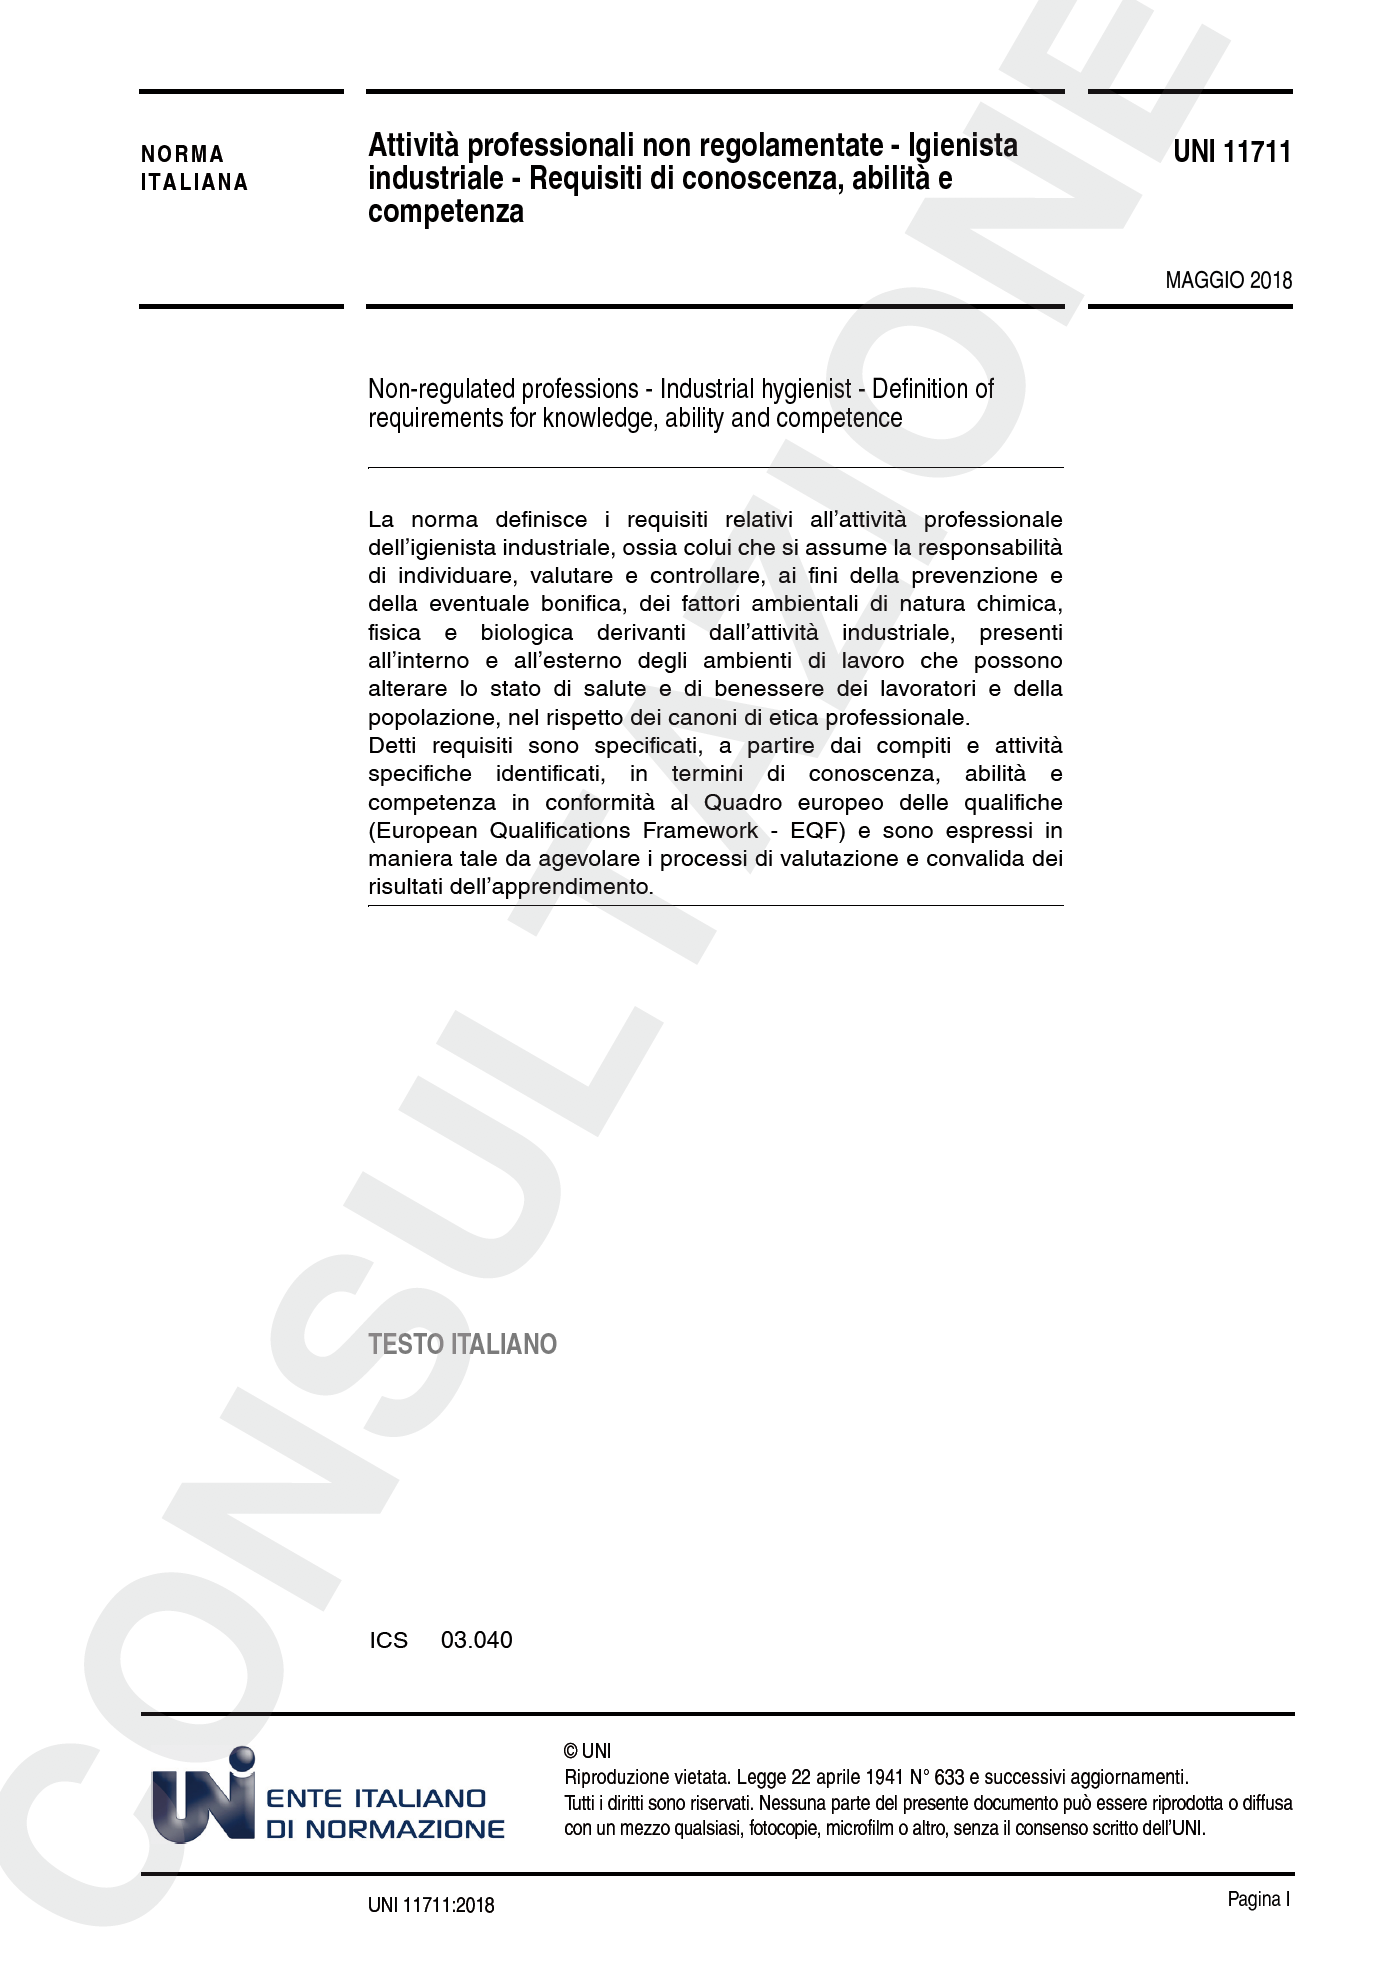 NORMA
ITALIANA
Attività professionali non regolamentate - Igienista
industriale - Requisiti di conoscenza, abilità e
competenza
UNI 11711
MAGGIO 2018
Non-regulated professions - Industrial hygienist - Definition of
requirements for knowledge, ability and competence
La norma definisce i requisiti relativi all’attività professionale
dell’igienista industriale, ossia colui che si assume la responsabilità
di individuare, valutare e controllare, ai fini della prevenzione e
della eventuale bonifica, dei fattori ambientali di natura chimica,
fisica e biologica derivanti dall’attività industriale, presenti
all’interno e all’esterno degli ambienti di lavoro che possono
alterare lo stato di salute e di benessere dei lavoratori e della
popolazione, nel rispetto dei canoni di etica professionale.
Detti requisiti sono specificati, a partire dai compiti e attività
specifiche identificati, in termini di conoscenza, abilità e
competenza in conformità al Quadro europeo delle qualifiche
(European Qualifications Framework - EQF) e sono espressi in
maniera tale da agevolare i processi di valutazione e convalida dei
risultati dell’apprendimento.
CONSULTAZIONE
TESTO ITALIANO
ICS 03.040
UNI
ENTE ITALIANO
DI NORMAZIONE
© UNI
Riproduzione vietata. Legge 22 aprile 1941 N° 633 e successivi aggiornamenti.
Tutti i diritti sono riservati. Nessuna parte del presente documento può essere riprodotta o diffusa
con un mezzo qualsiasi, fotocopie, microfilm o altro, senza il consenso scritto dell’UNI.
UNI 11711:2018
Pagina I